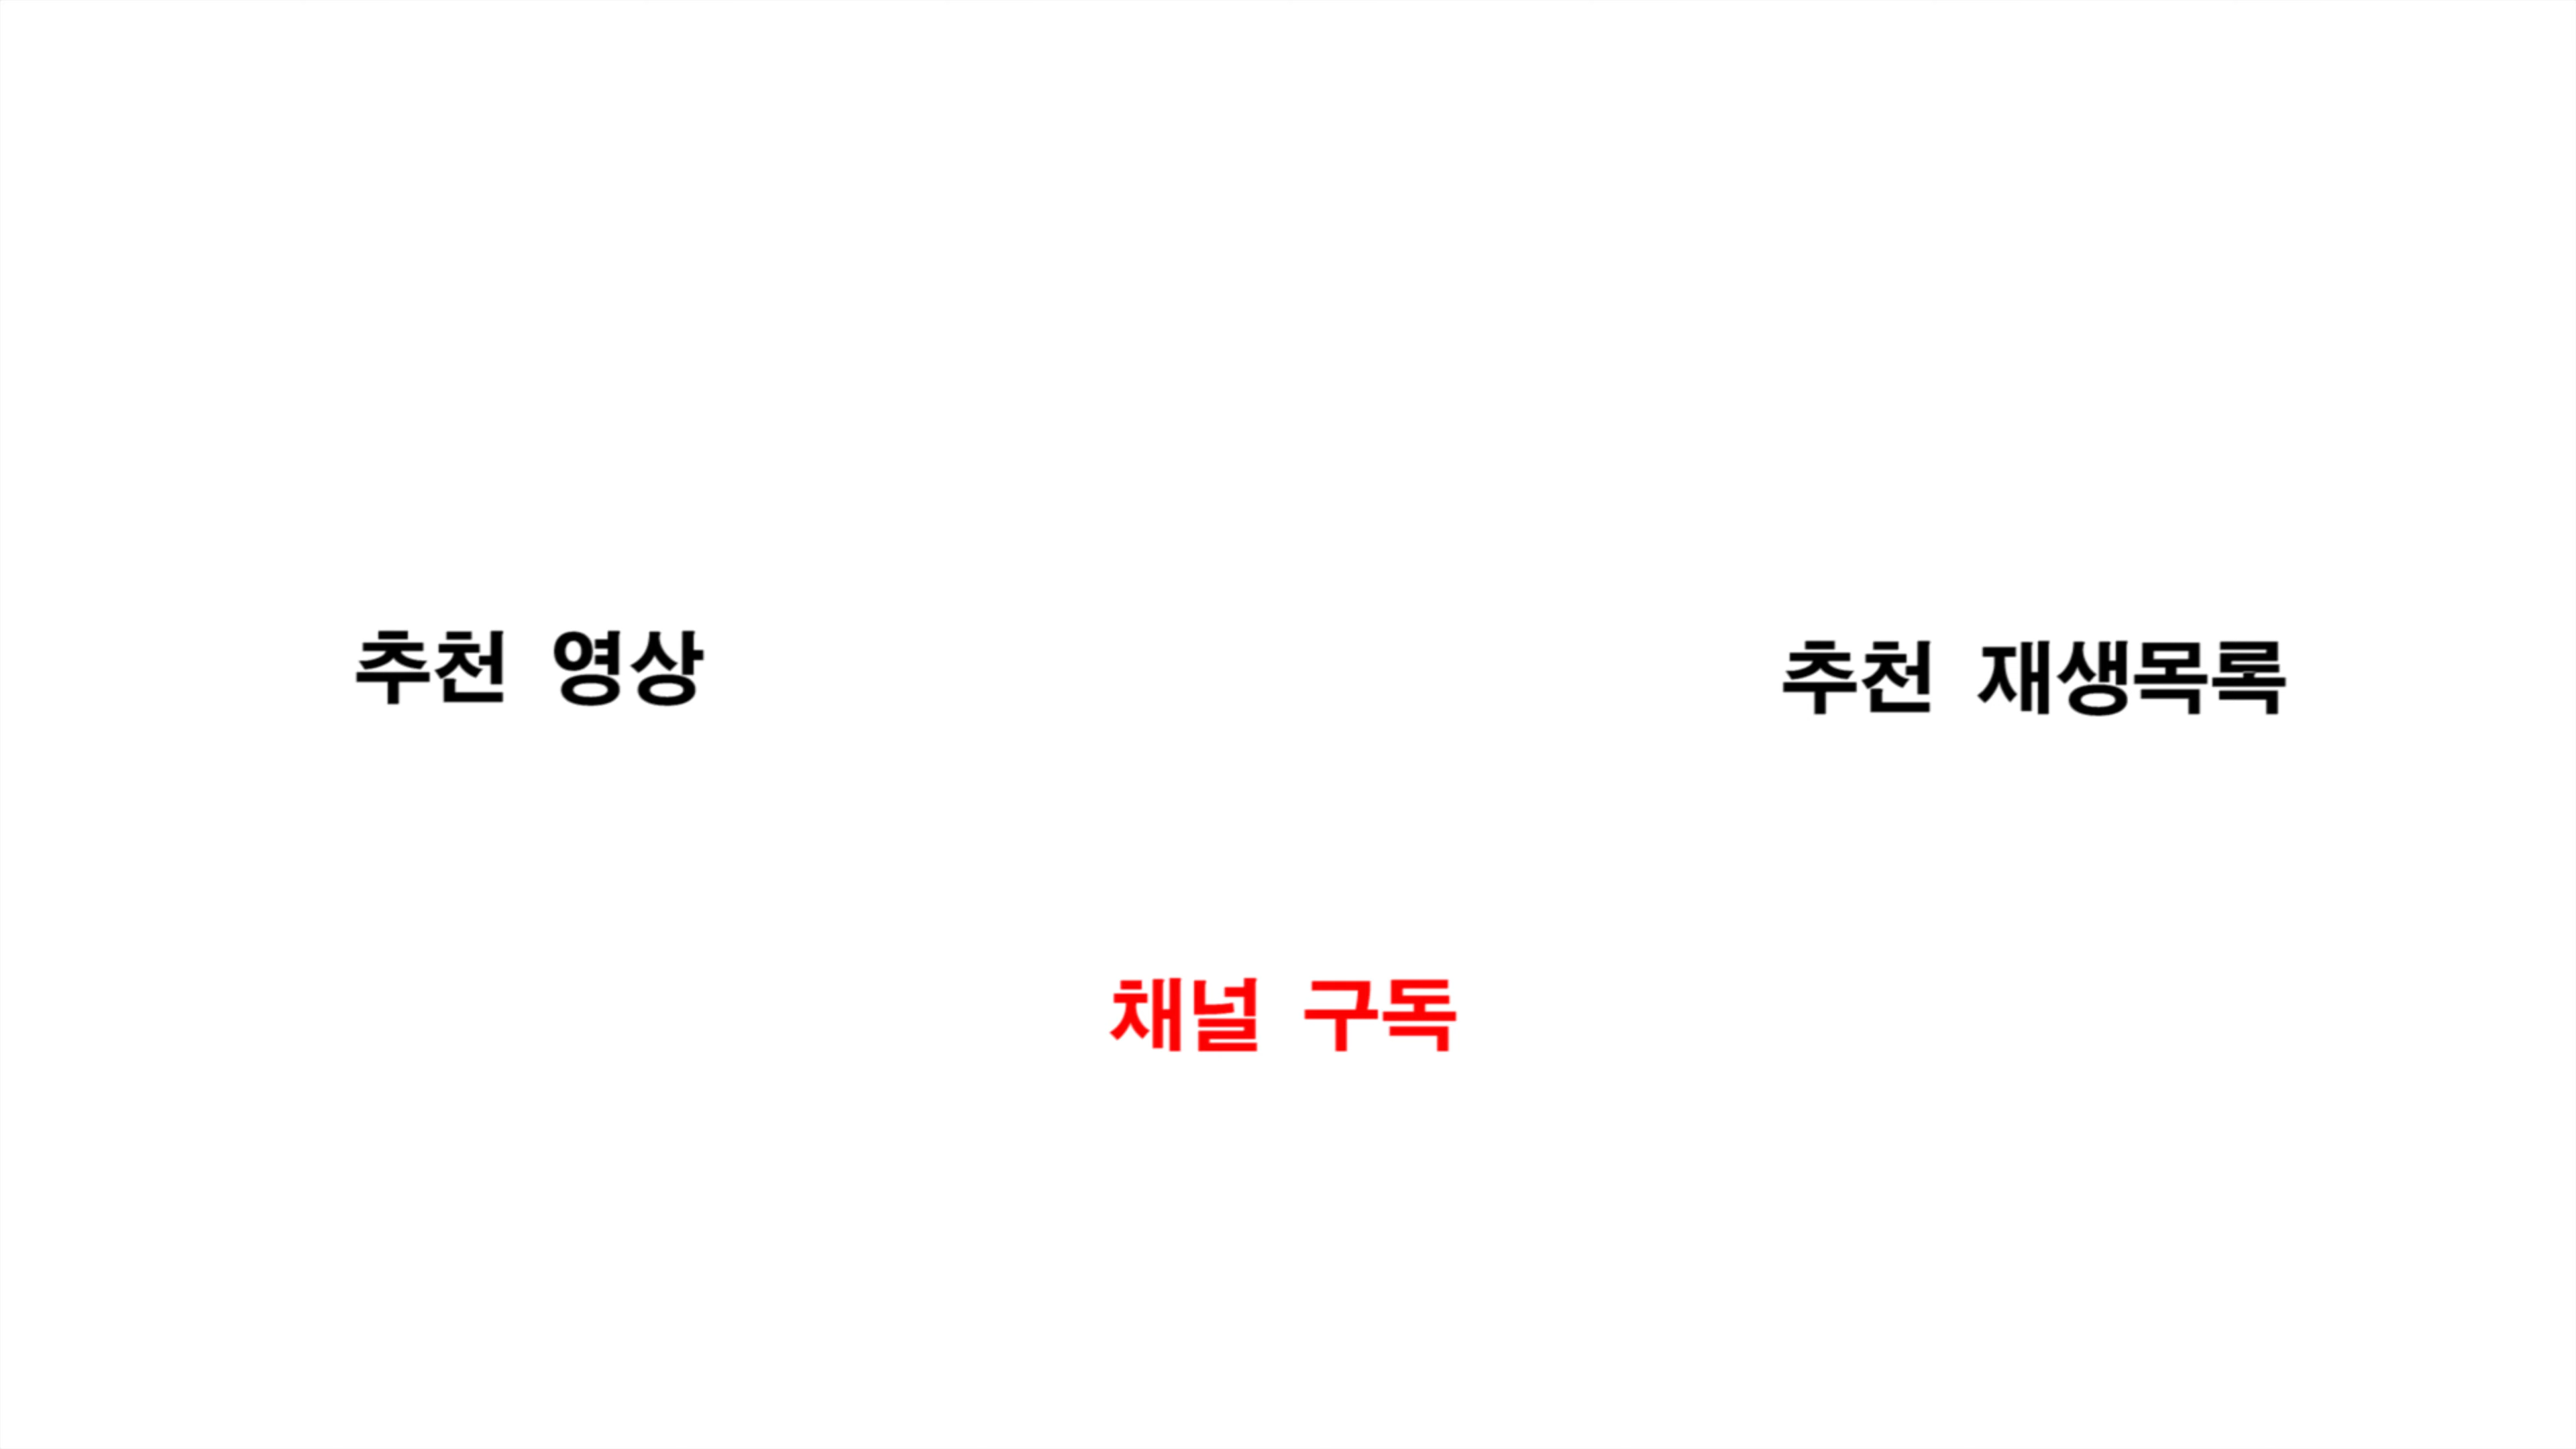 추천 영상
추천 재생목록
채널 구독